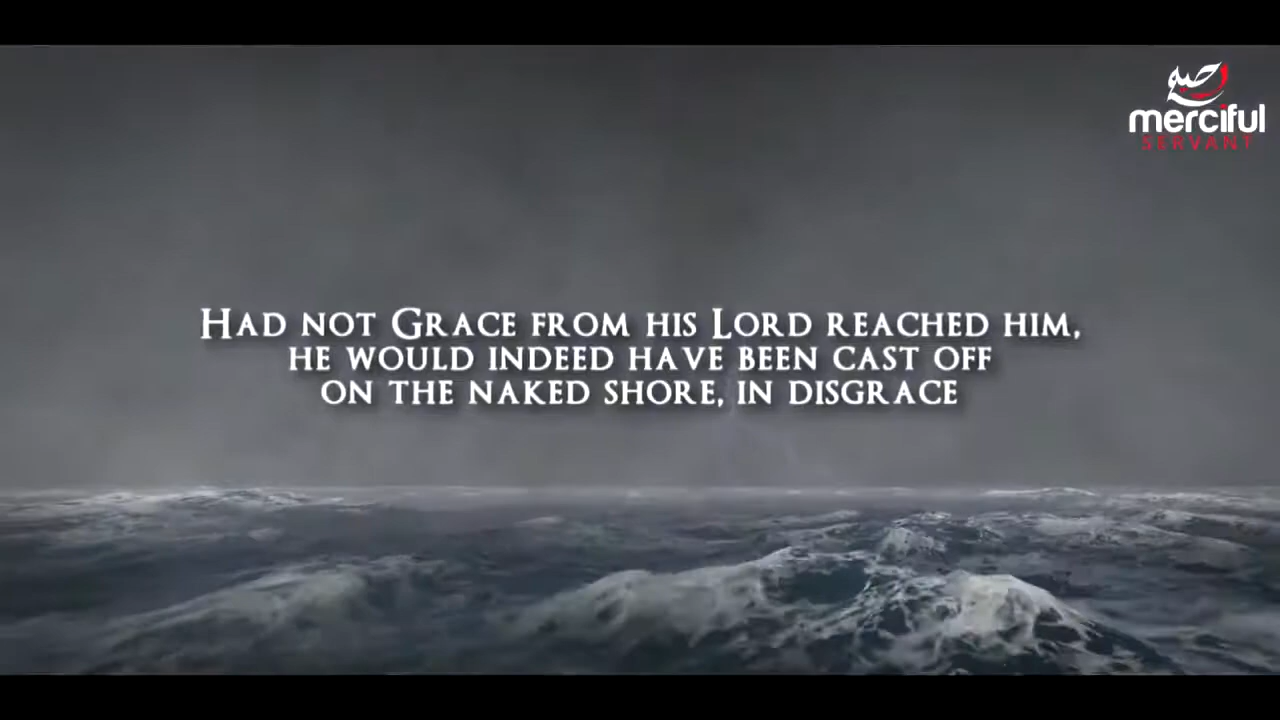 merciful
SERVANT
HAD NOT GRACE FROM HIS LORD REACHED HIM,
HE WOULD INDEED HAVE BEEN CAST OFF
ON THE NAKED SHORE, IN DISGRACE